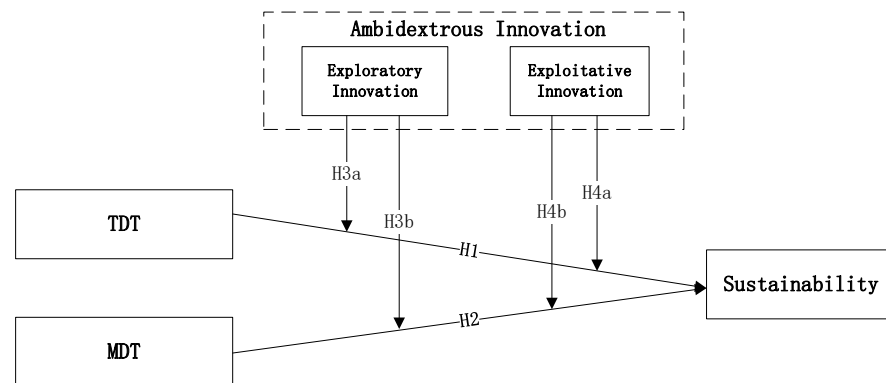 Ambidextrous Innovation
Exploratory
Innovation
Exploitative
Innovation
H3a
H4a
H3b
H4b
TDT
H1
Sustainability
H2
MDT